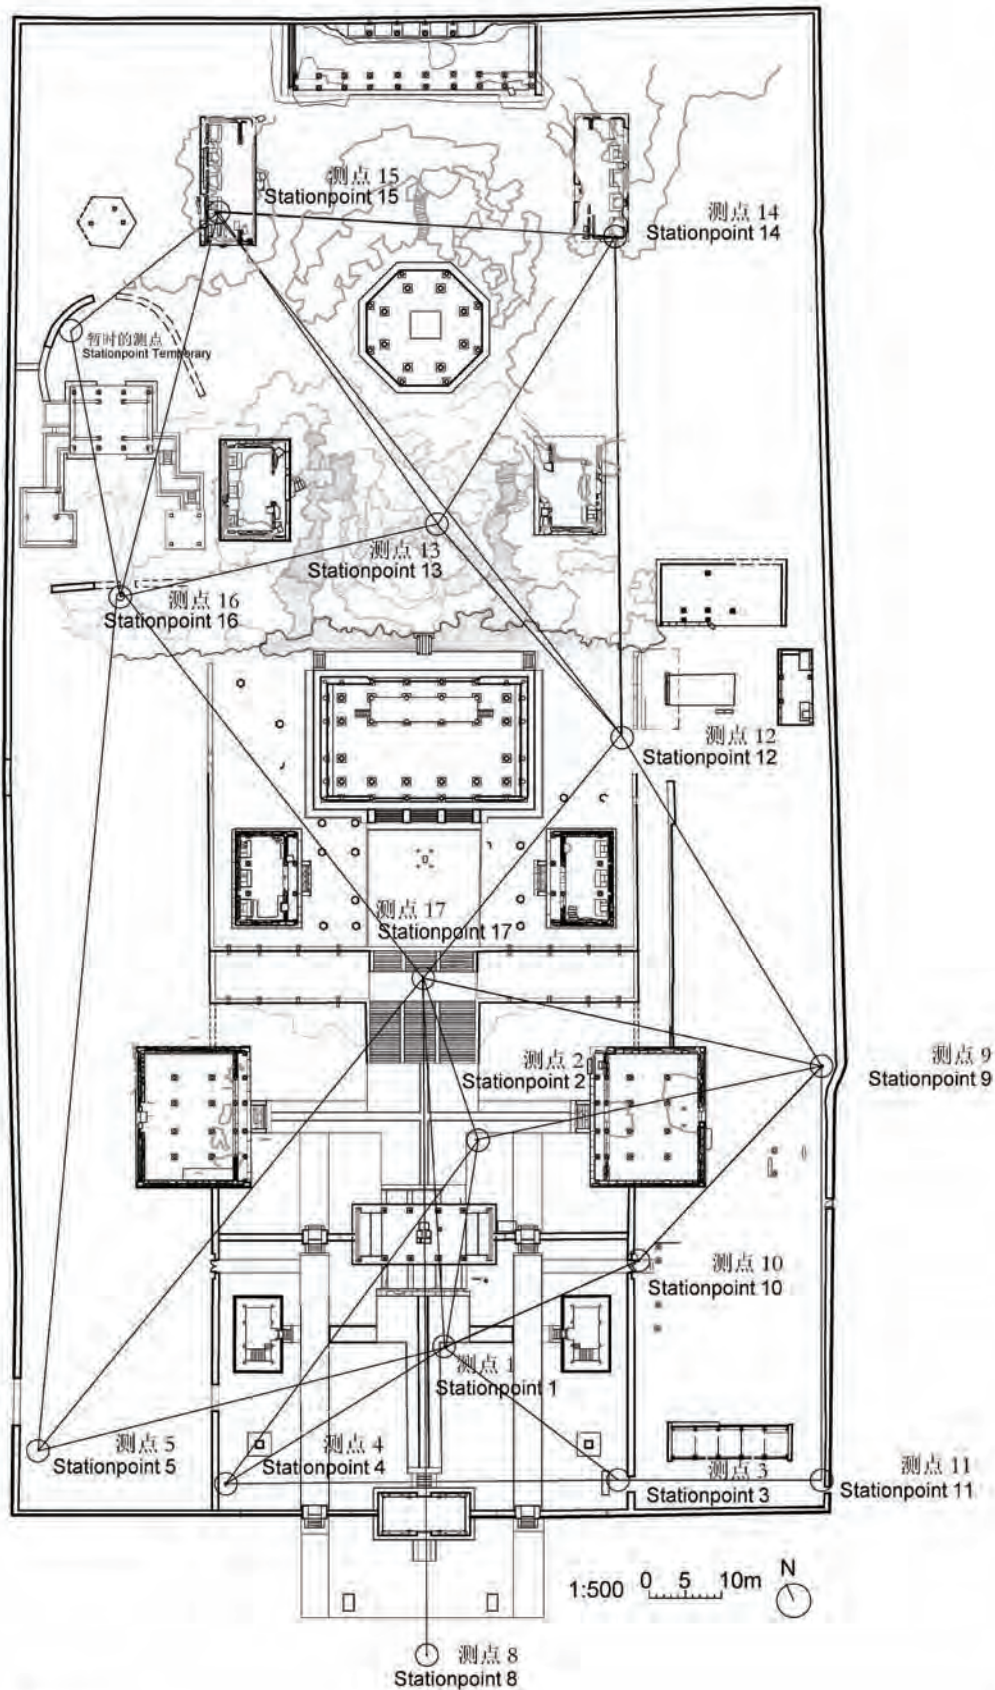 测点 15
Stationpoint 15
测点 14
Stationpoint 14
暂时的测点
Stationpoint Temporary
测点 13
Stationpoint 13
测点 16
Stationpoint 16
测点 12
Stationpoint 12
测点 17
Stationpoint 17
测点 2
Stationpoint 2
测点 9
Stationpoint 9
测点 10
Stationpoint 10
测点 1
Stationpoint 1
测点 5
Stationpoint 5
测点 4
Stationpoint 4
测点 3
Stationpoint 3
测点 11
Stationpoint 11
N
1:500 0 5 10m
测点 8
Stationpoint 8